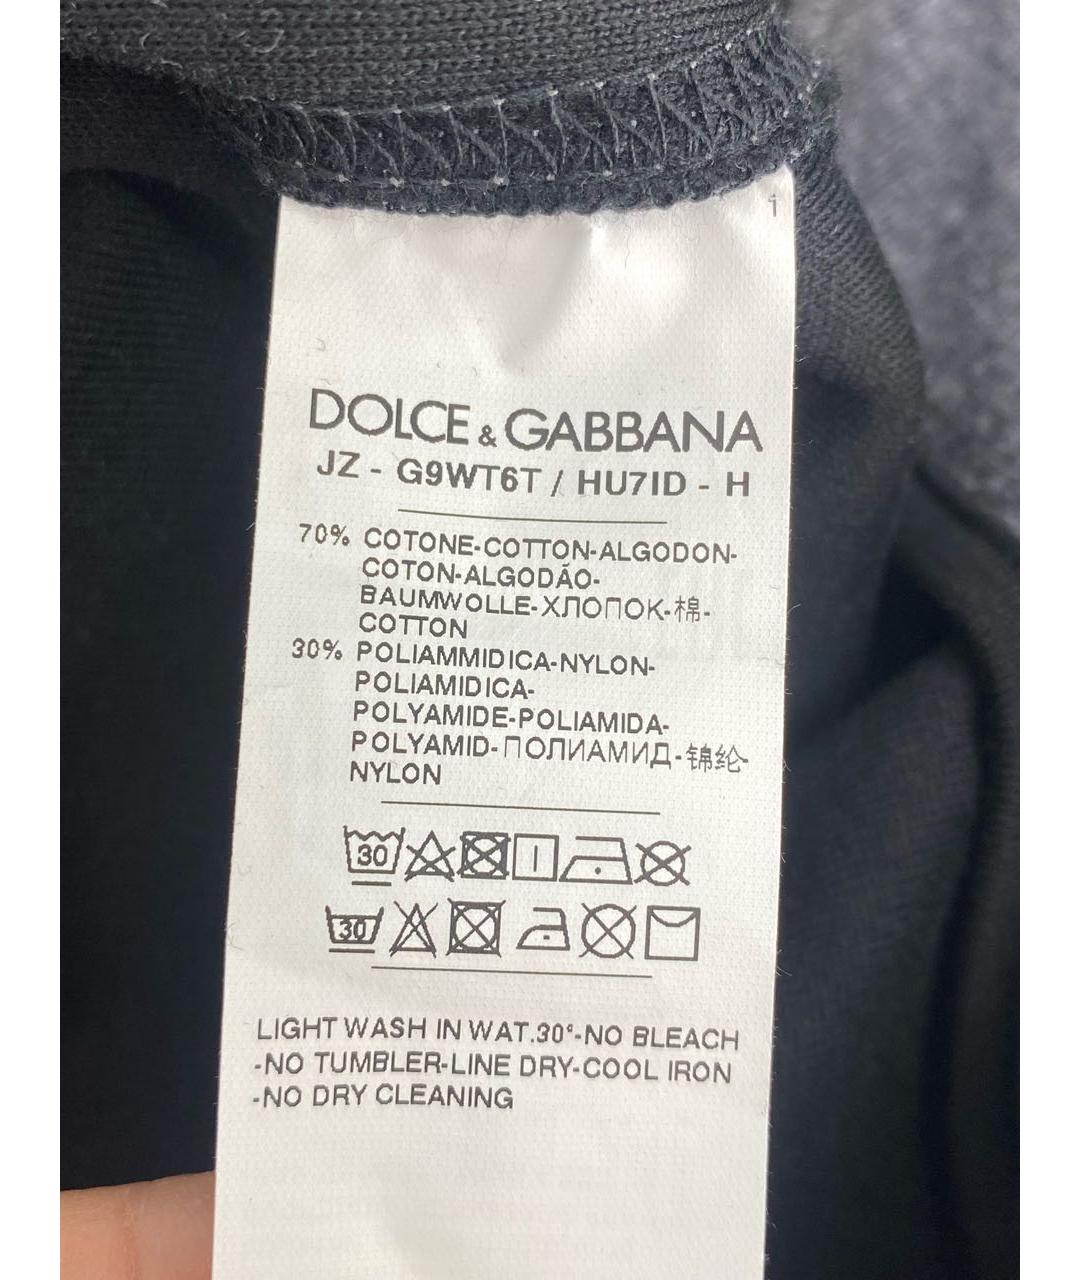 1
DOLCE & GABBANA
JZ - G9WT6T / HU7ID - H
70% COTONE-COTTON-ALGODON-
COTON-ALGODÃO-
BAUMWOLLE-ХЛОПОК-棉-
COTTON
30% POLIAMMIDICA-NYLON-
POLIAMIDICA-
POLYAMIDE-POLIAMIDA-
POLYAMID-ПОЛИАМИД-锦纶-
NYLON
30
30
LIGHT WASH IN WAT.30°-NO BLEACH
-NO TUMBLER-LINE DRY-COOL IRON
-NO DRY CLEANING